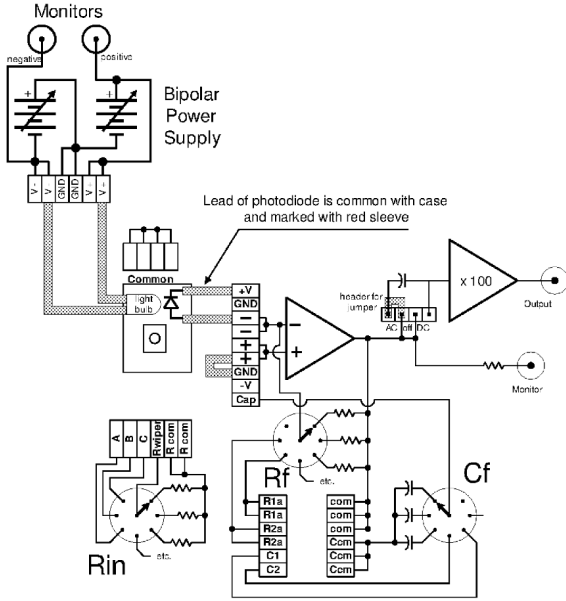 Monitors
negative
positive
+
+
Bipolar
Power
Supply
V -
V -
GND
GND
V +
V +
Lead of photodiode is common with case
and marked with red sleeve
Common
light
bulb
+V
GND
−
−
+
+
GND
-V
Cap
−
+
x 100
header for
jumper
AC
off
DC
Output
Monitor
A
B
C
Rwiper
R com
R com
etc.
Rin
Rf
etc.
Cf
R1a
R1a
R2a
R2a
C1
C2
com
com
com
Ccm
Ccm
Ccm